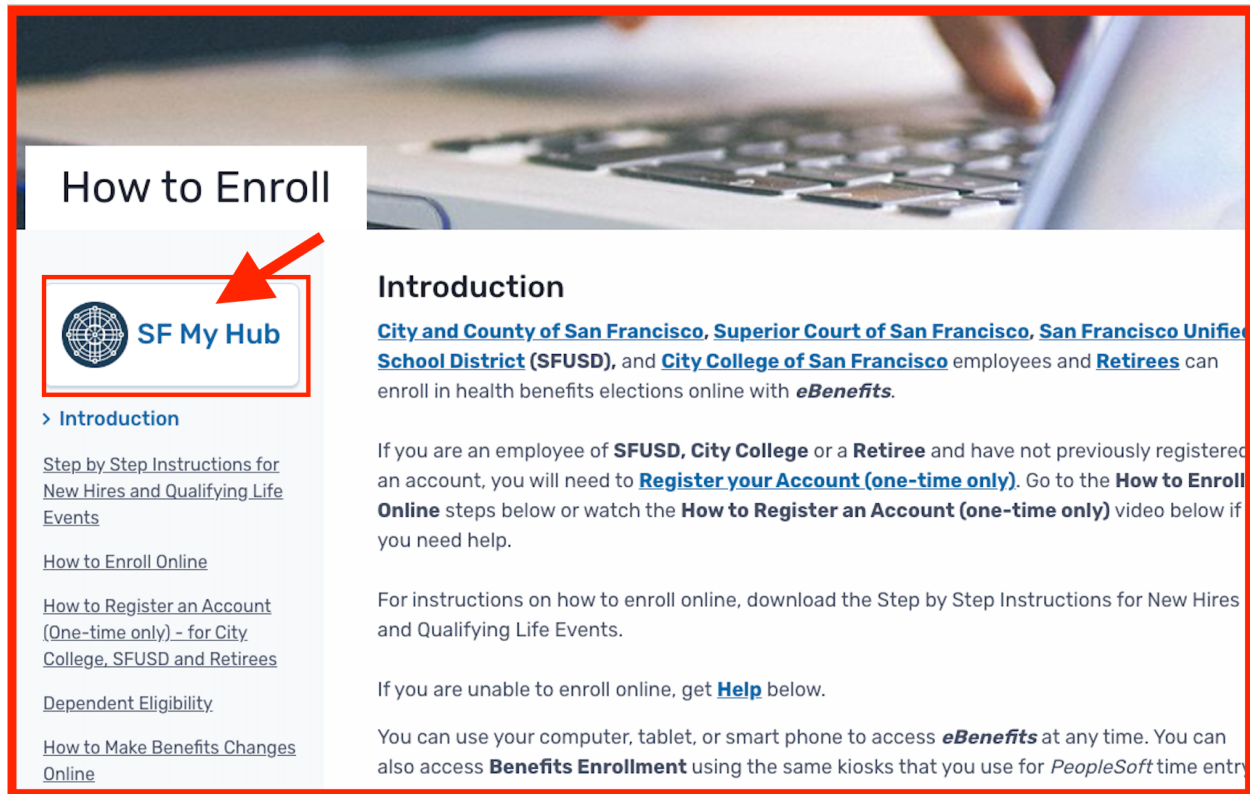 How to Enroll
SF My Hub
Introduction
Step by Step Instructions for
New Hires and Qualifying Life
Events
How to Enroll Online
How to Register an Account
(One-time only) - for City
College, SFUSD and Retirees
Dependent Eligibility
How to Make Benefits Changes
Online
Introduction
City and County of San Francisco, Superior Court of San Francisco, San Francisco Unified
School District (SFUSD), and City College of San Francisco employees and Retirees can
enroll in health benefits elections online with eBenefits.
If you are an employee of SFUSD, City College or a Retiree and have not previously registered
an account, you will need to Register your Account (one-time only). Go to the How to Enroll
Online steps below or watch the How to Register an Account (one-time only) video below if
you need help.
For instructions on how to enroll online, download the Step by Step Instructions for New Hires
and Qualifying Life Events.
If you are unable to enroll online, get Help below.
You can use your computer, tablet, or smart phone to access eBenefits at any time. You can
also access Benefits Enrollment using the same kiosks that you use for PeopleSoft time entry